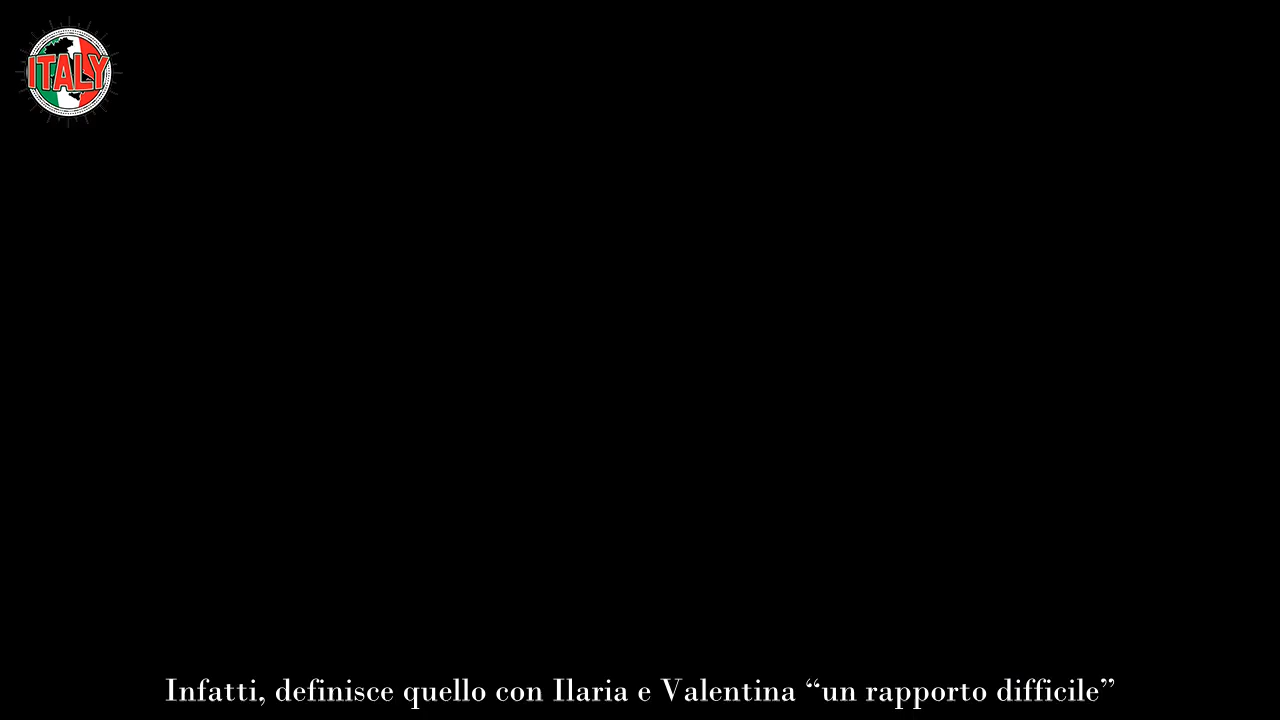 ITALY
Infatti, definisce quello con Ilaria e Valentina “un rapporto difficile”